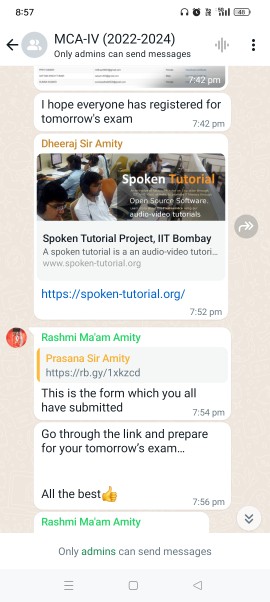 8:57
48
MCA-IV (2022-2024)
Only admins can send messages
7:42 pm
I hope everyone has registered for
tomorrow's exam
7:42 pm
Dheeraj Sir Amity
Spoken Tutorial
Open Source Software.
audio-video tutorials
Spoken Tutorial Project, IIT Bombay
A spoken tutorial is a an audio-video tutori...
www.spoken-tutorial.org
https://spoken-tutorial.org/
7:52 pm
Rashmi Ma'am Amity
Prasana Sir Amity
https://rb.gy/1xkzcd
This is the form which you all
have submitted
7:54 pm
Go through the link and prepare
for your tomorrow's exam...
All the best👍
7:56 pm
Rashmi Ma'am Amity
Only admins can send messages